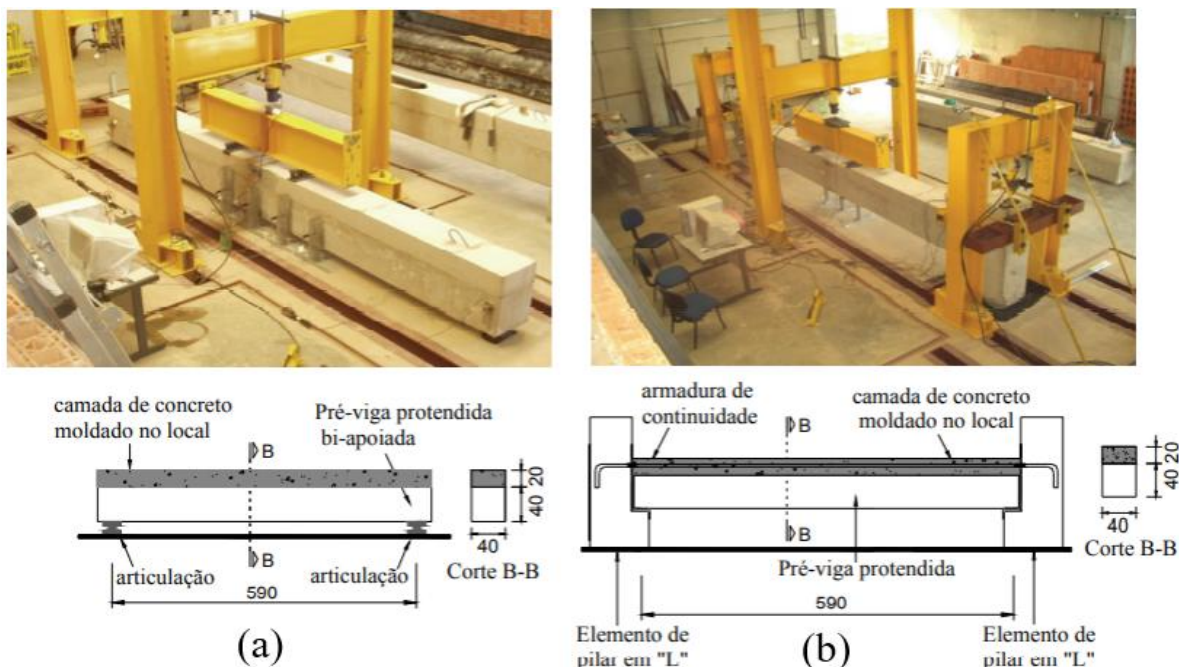 camada de concreto
moldado no local
Pré-viga protendida
bi-apoiada
B
B
20
40
40
Corte B-B
articulação
articulação
590
(a)
armadura de
continuidade
camada de concreto
moldado no local
B
B
20
40
40
Corte B-B
Pré-viga protendida
590
Elemento de
pilar em "L"
Elemento de
pilar em "L"
(b)